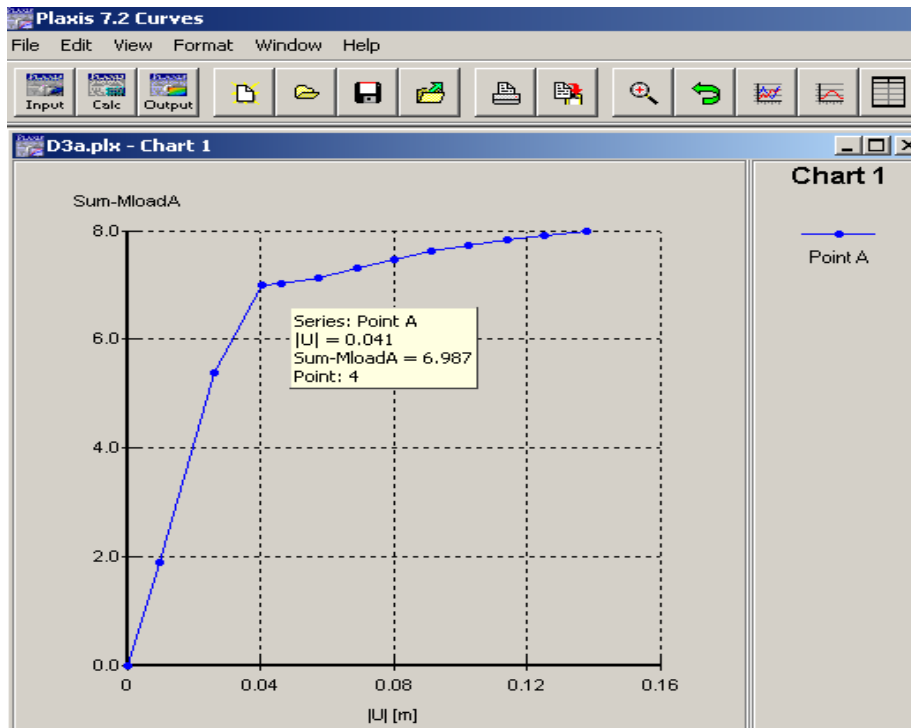 Plaxis 7.2 Curves
File Edit View Format Window Help
Input Calc Output
D3a.plx - Chart 1
Chart 1
Point A
Sum-MloadA
8.0
6.0
4.0
2.0
0.0
Series: Point A
|U| = 0.041
Sum-MloadA = 6.987
Point: 4
0 0.04 0.08 0.12 0.16
|U| [m]